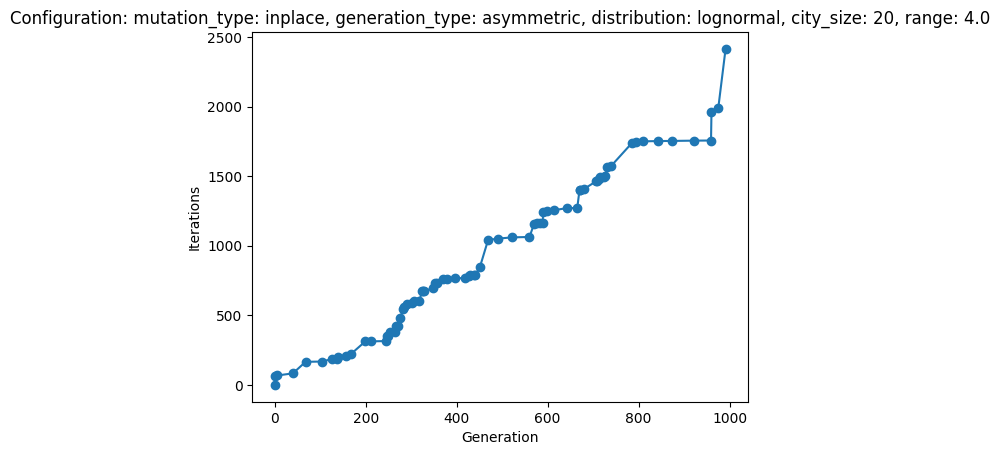 Configuration: mutation_type: inplace, generation_type: asymmetric, distribution: lognormal, city_size: 20, range: 4.0
2500
2000
1500
1000
500
0
Iterations
0 200 400 600 800 1000
Generation